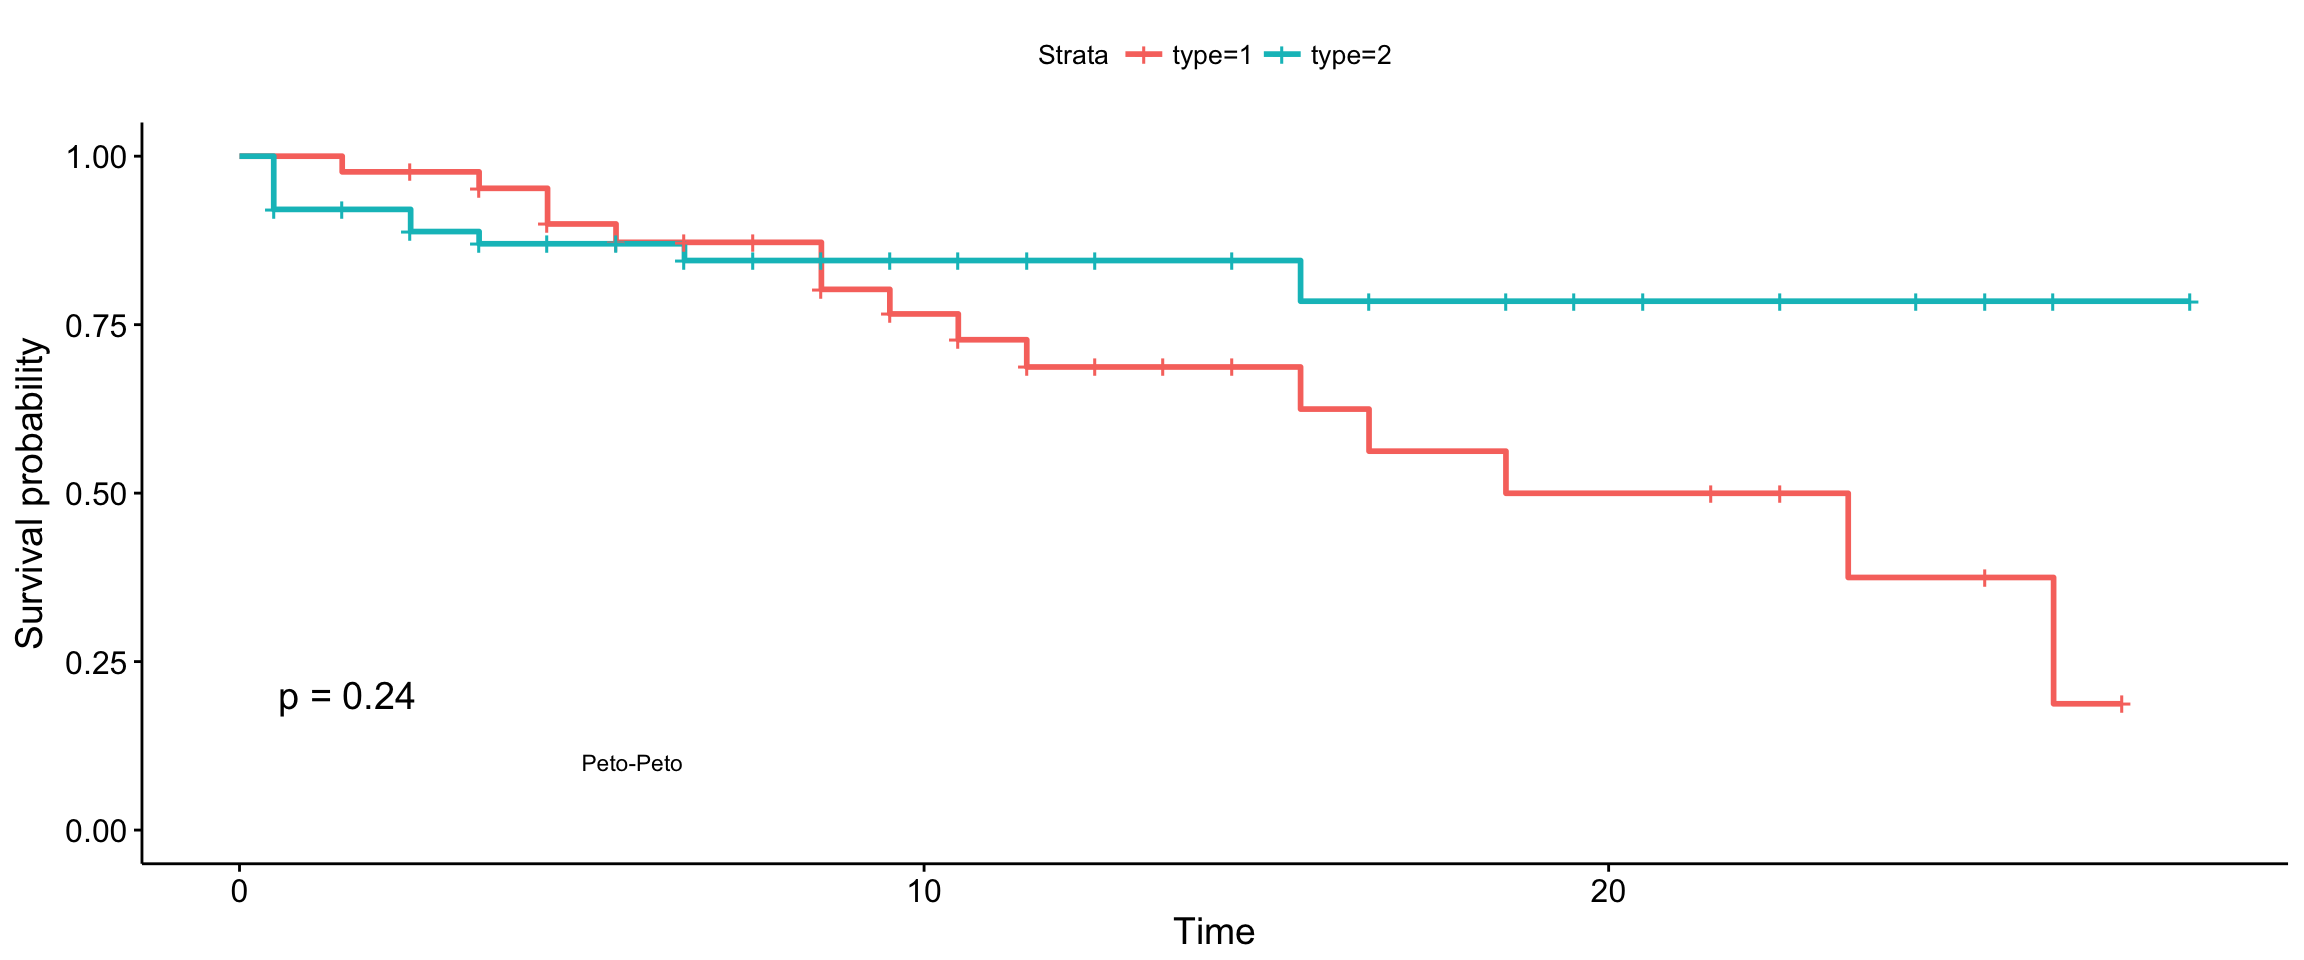 Strata type=1 type=2
Survival probability
1.00
0.75
0.50
0.25
0.00
p = 0.24
Peto-Peto
0 10 20
Time